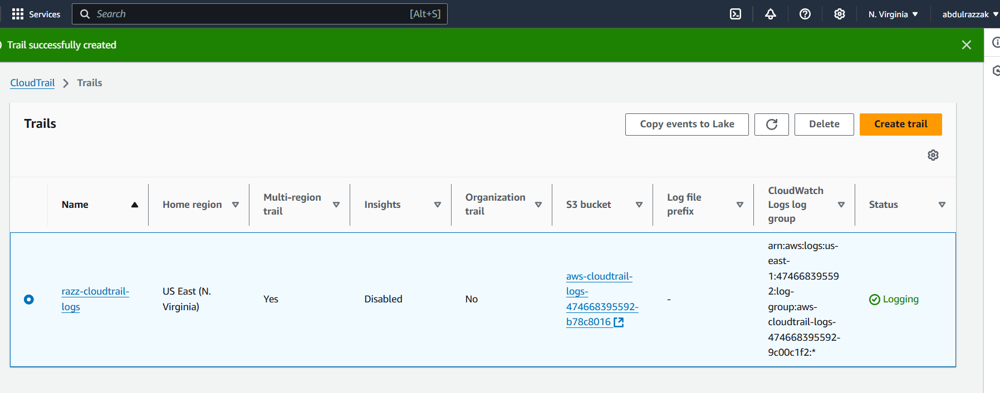 Services
Search [Alt+S]
N. Virginia
abdulrazzak
Trail successfully created
CloudTrail
Trails
Trails
Copy events to Lake
Delete
Create trail
Name
Home region
Multi-region
trail
Insights
Organization
trail
S3 bucket
Log file
prefix
CloudWatch
Logs log
group
Status
razz-cloudtrail-
logs
US East (N.
Virginia)
Yes
Disabled
No
aws-cloudtrail-
logs-
474668395592-
b78c8016
-
arn:aws:logs:us-
east-
1:47466839559
2:log-
group:aws-
cloudtrail-logs-
474668395592-
9c00c1f2:*
Logging